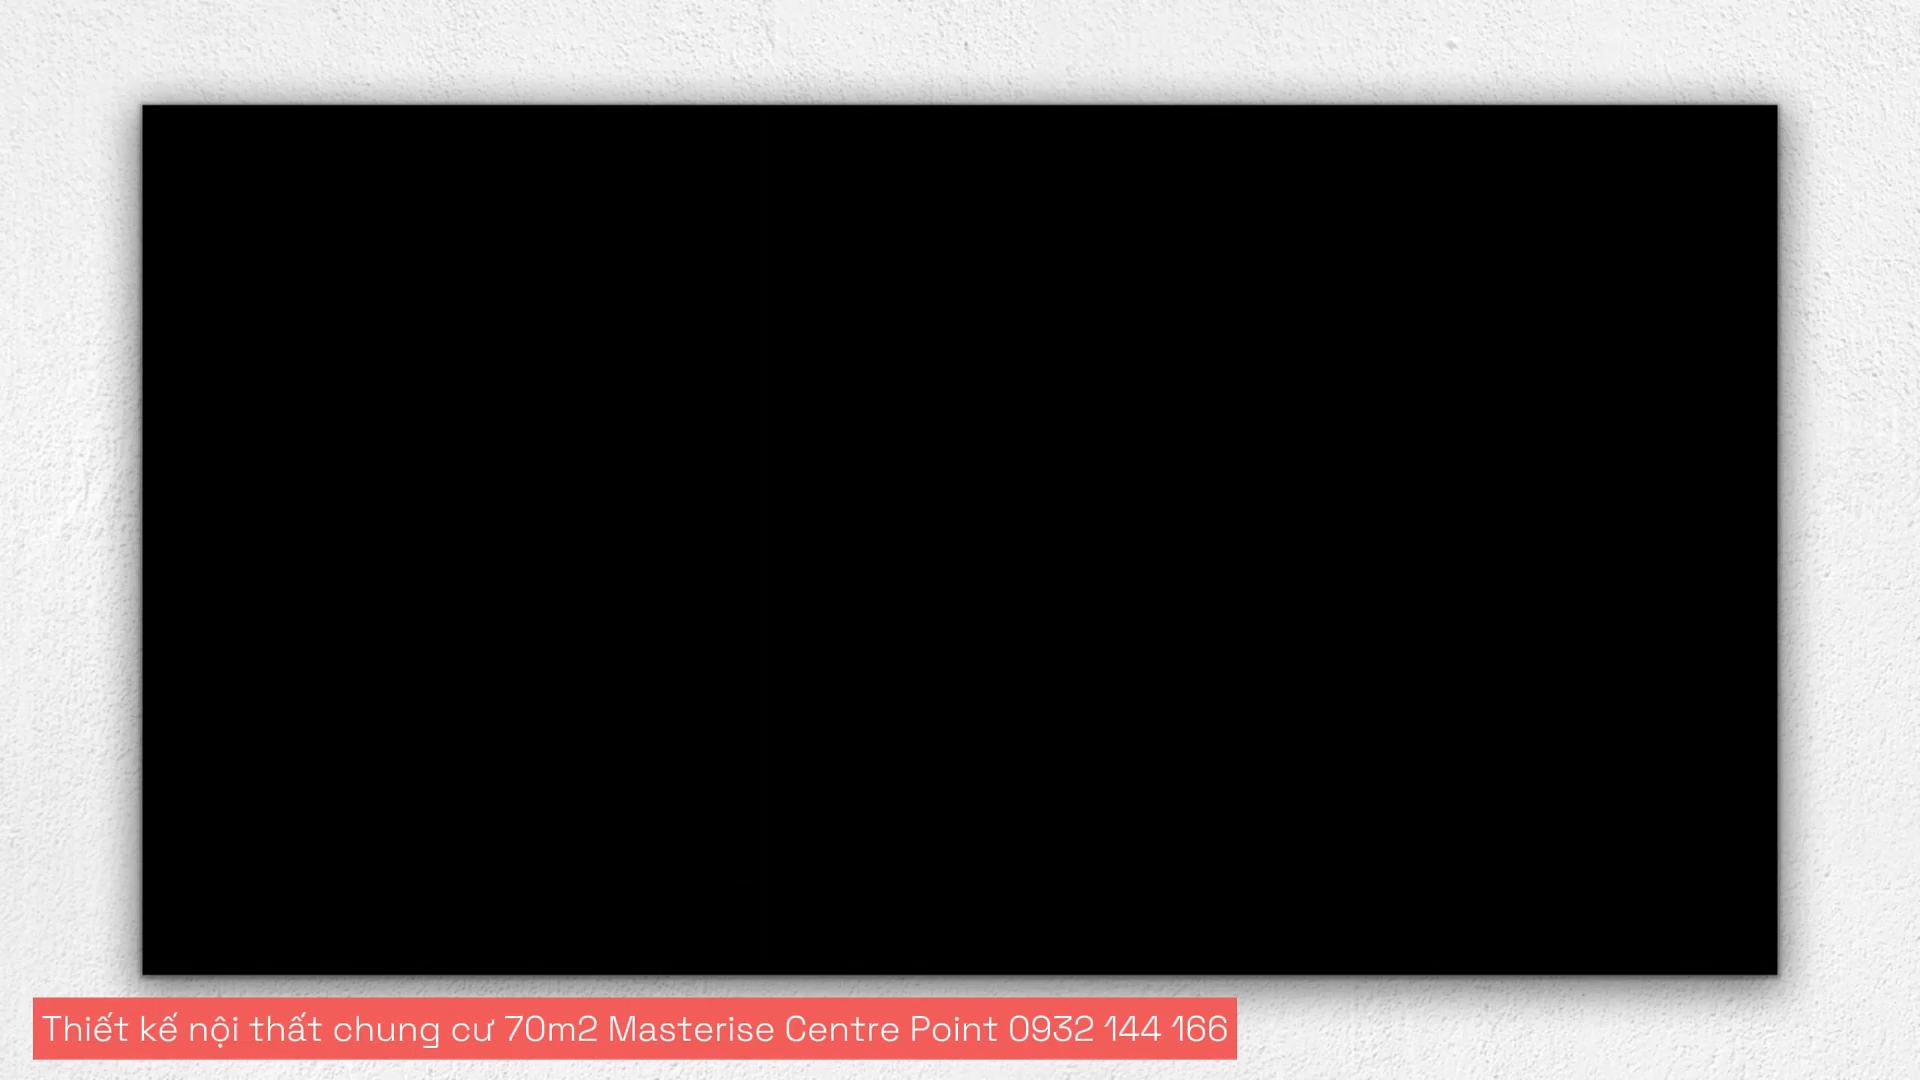 Thiết kế nội thất chung cư 70m2 Masterise Centre Point 0932 144 166